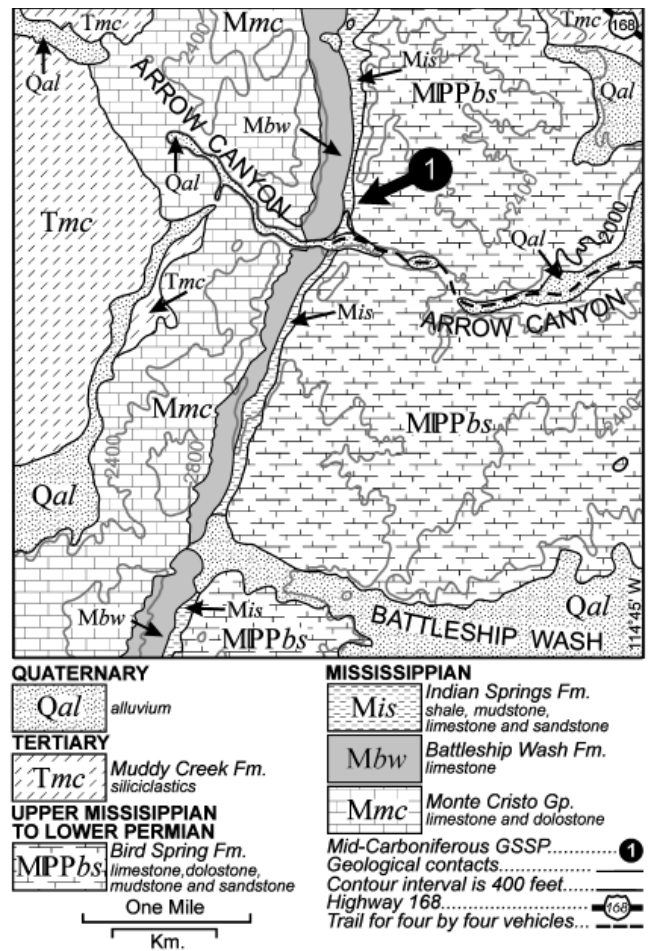 Tmc
Mmc
2400
168
Tmc
Mis
MIPPbs
Qal
Qal
ARROW CANYON
Mbw
1
Qal
Tmc
Qal
2000
Tmc
ARROW CANYON
Mis
Mmc
MIPPbs
2400
2400
2800
Qal
Qal
Mbw
Mis
MIPPbs
BATTLESHIP WASH
114°45' W
QUATERNARY
Qal alluvium
TERTIARY
Tmc Muddy Creek Fm.
siliciclastics
UPPER MISSISIPPIAN
TO LOWER PERMIAN
MIPPbs Bird Spring Fm.
limestone, dolostone,
mudstone and sandstone
One Mile
Km.
MISSISSIPPIAN
Mis Indian Springs Fm.
shale, mudstone,
limestone and sandstone
Mbw Battleship Wash Fm.
limestone
Mmc Monte Cristo Gp.
limestone and dolostone
Mid-Carboniferous GSSP.......... 1
Geological contacts...........
Contour interval is 400 feet......
Highway 168.................. 168
Trail for four by four vehicles...